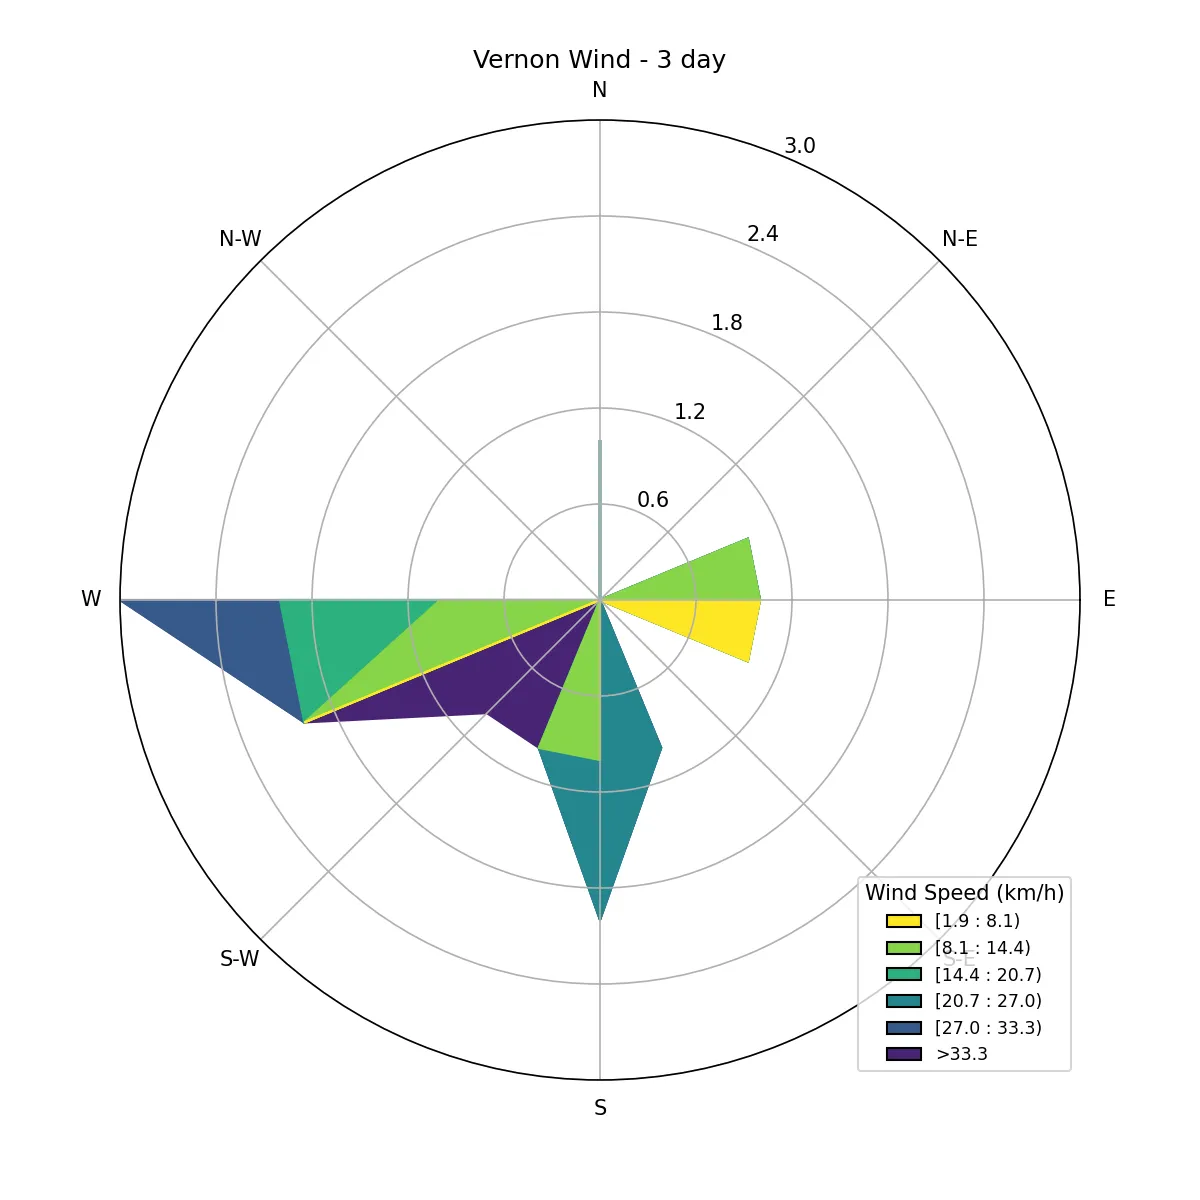 Vernon Wind - 3 day
N
3.0
N-W
2.4
N-E
1.8
1.2
0.6
W
E
Wind Speed (km/h)
[1.9 : 8.1)
[8.1 : 14.4)
S-W
S-E
[14.4 : 20.7)
[20.7 : 27.0)
[27.0 : 33.3)
>33.3
S